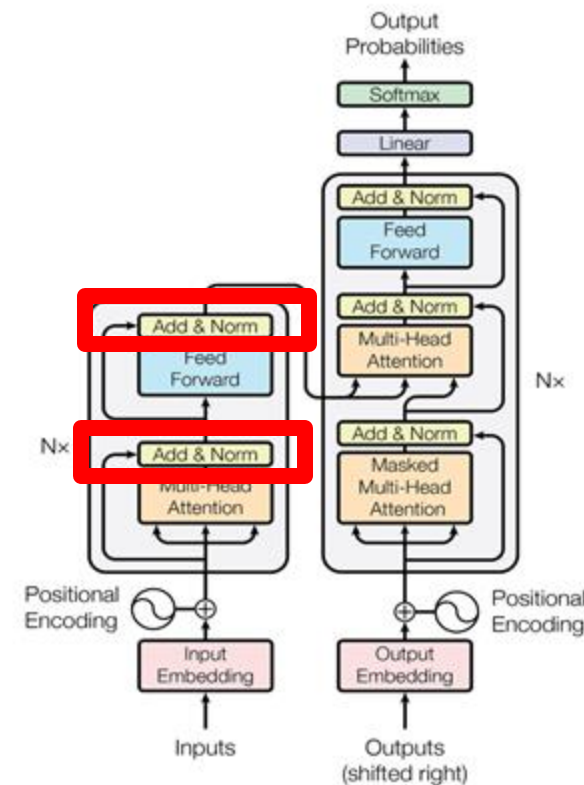 Output
Probabilities
Softmax
Linear
Add & Norm
Feed
Forward
Add & Norm
Multi-Head
Attention
Add & Norm
Masked
Multi-Head
Attention
Nx
Add & Norm
Feed
Forward
Add & Norm
Multi-Head
Attention
Nx
Positional
Encoding
Positional
Encoding
Input
Embedding
Output
Embedding
Inputs
Outputs
(shifted right)